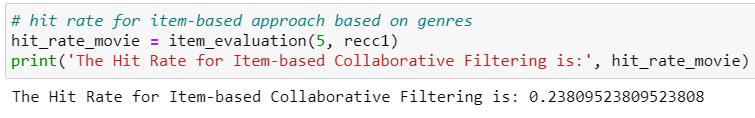 # hit rate for item-based approach based on genres
hit_rate_movie = item_evaluation(5, recc1)
print('The Hit Rate for Item-based Collaborative Filtering is:', hit_rate_movie)
The Hit Rate for Item-based Collaborative Filtering is: 0.23809523809523808